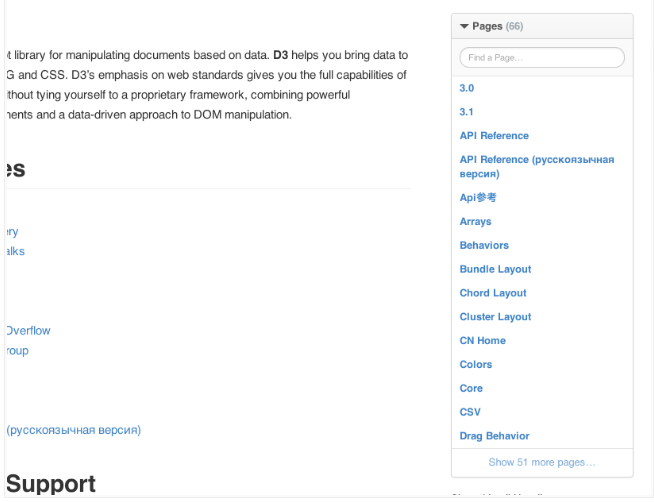 library for manipulating documents based on data. D3 helps you bring data to
G and CSS. D3's emphasis on web standards gives you the full capabilities of
without tying yourself to a proprietary framework, combining powerful
and a data-driven approach to DOM manipulation.
es
ery
alks
Overflow
roup
(русскоязычная версия)
Support
Pages (66)
Find a Page...
3.0
3.1
API Reference
API Reference (русскоязычная
версия)
Api参考
Arrays
Behaviors
Bundle Layout
Chord Layout
Cluster Layout
CN Home
Colors
Core
CSV
Drag Behavior
Show 51 more pages...